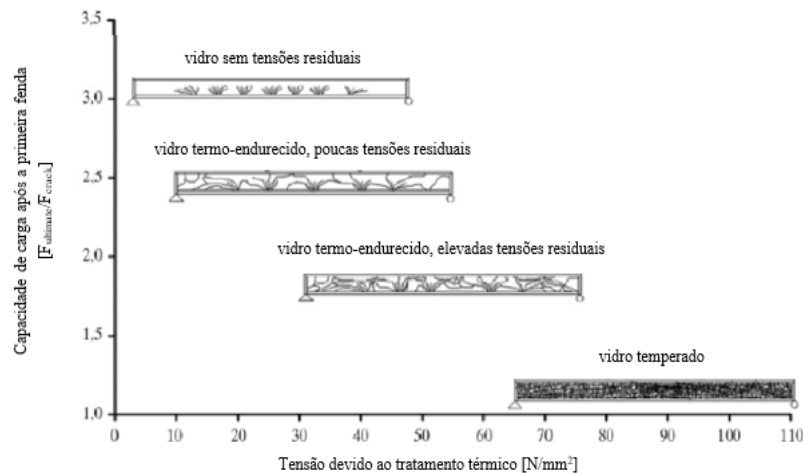 3,5
vidro sem tensões residuais
3,0
vidro termo-endurecido, poucas tensões residuais
2,5
vidro termo-endurecido, elevadas tensões residuais
2,0
1,5
vidro temperado
1,0
Capacidade de carga após a primeira fenda
[Fultimate/Fcrack]
0 10 20 30 40 50 60 70 80 90 100 110
Tensão devido ao tratamento térmico [N/mm²]